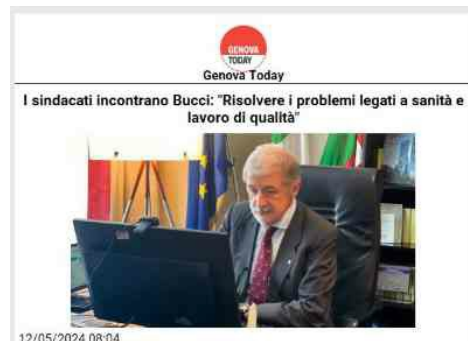 GENOVA
TODAY
Genova Today
I sindacati incontrano Bucci: "Risolvere i problemi legati a sanità e
lavoro di qualità"
12/05/2024 08:04